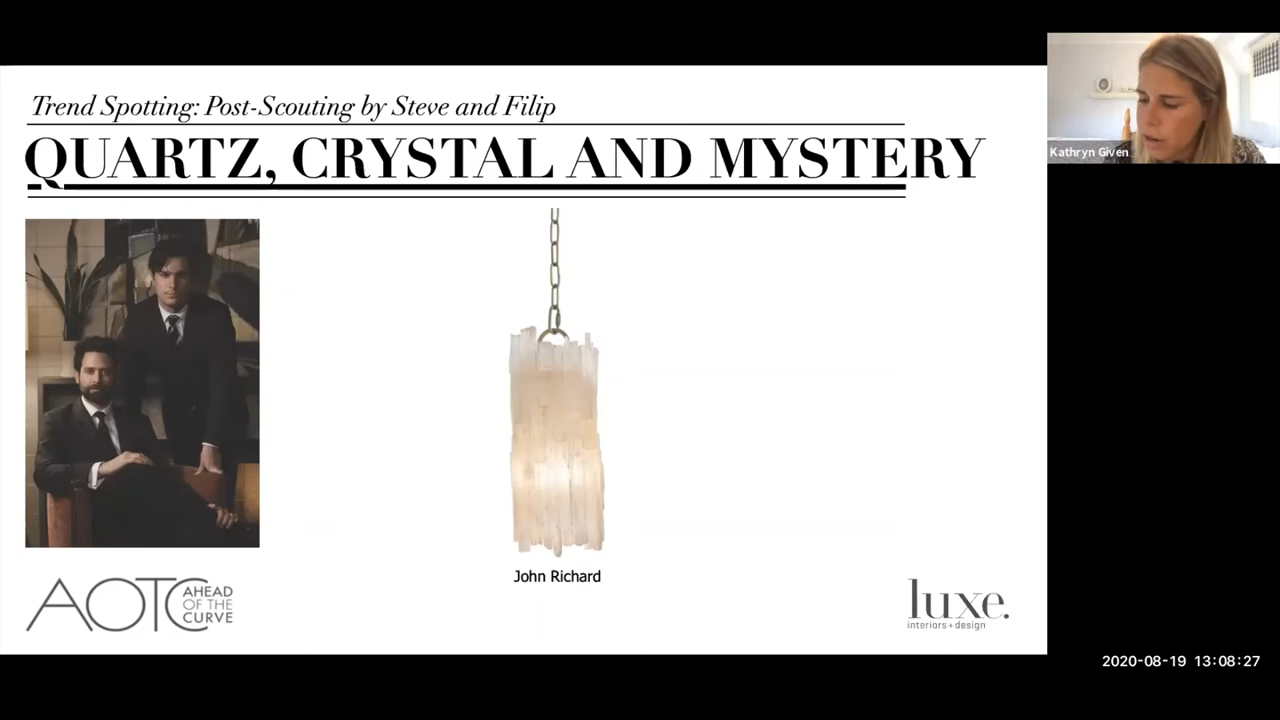 Trend Spotting: Post-Scouting by Steve and Filip
QUARTZ, CRYSTAL AND MYSTERY
Kathryn Given
John Richard
AOTC AHEAD
OF THE
CURVE
luxe.
interiors+design
2020-08-19 13:08:27